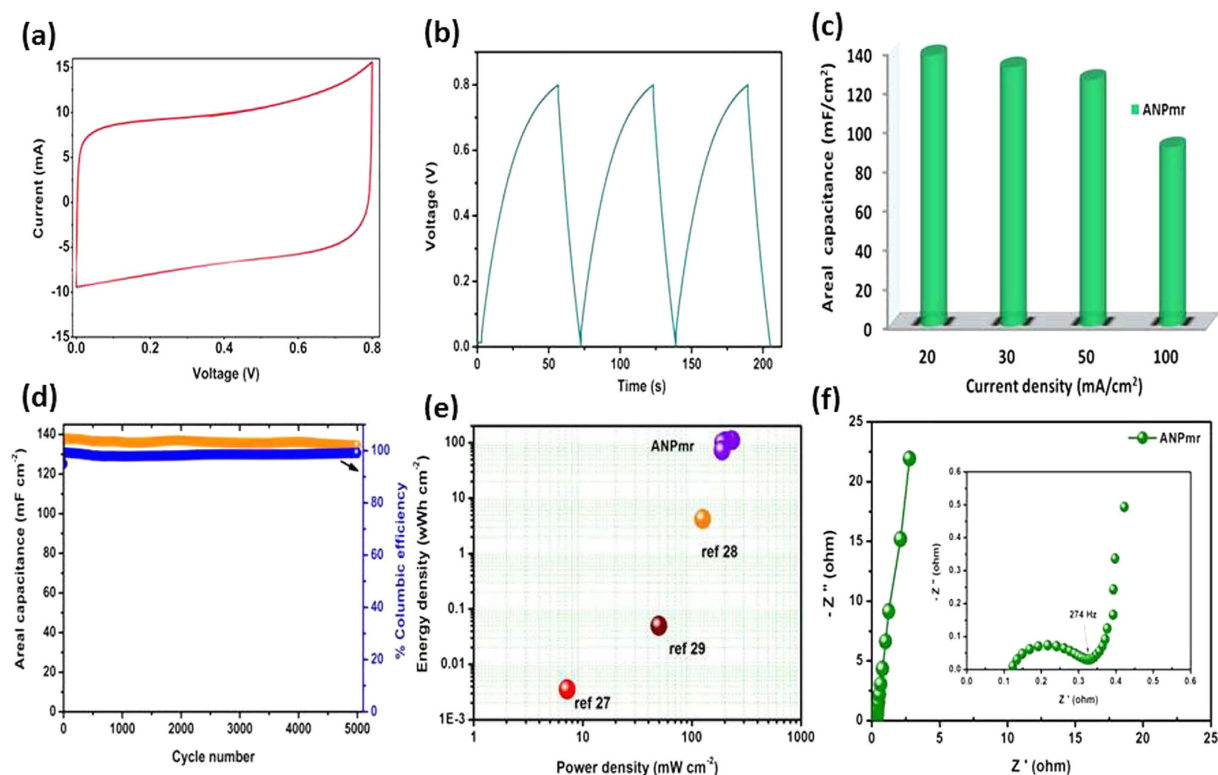 (a)
15
10
5
0
-5
-10
-15
0.0 0.2 0.4 0.6 0.8
Current (mA)
Voltage (V)
(b)
0.8
0.6
0.4
0.2
0.0
0 50 100 150 200
Voltage (V)
Time (s)
(c)
140
120
100
80
60
40
20
0
20 30 50 100
Areal capacitance (mF/cm²)
Current density (mA/cm²)
ANPmr
(d)
140
120
100
80
60
40
20
0
0 1000 2000 3000 4000 5000
100
80
60
40
20
0
Areal capacitance (mF cm⁻²)
% Columbic efficiency
Cycle number
(e)
100
10
1
0.1
0.01
1E-3
1 10 100 1000
Energy density (wWh cm⁻²)
Power density (mW cm⁻²)
ANPmr
ref 28
ref 29
ref 27
(f)
25
20
15
10
5
0
0 5 10 15 20 25
- Z '' (ohm)
Z ' (ohm)
ANPmr
0.6
0.5
0.4
0.3
0.2
0.1
0.0
0.0 0.1 0.2 0.3 0.4 0.5 0.6
- Z '' (ohm)
Z ' (ohm)
274 Hz